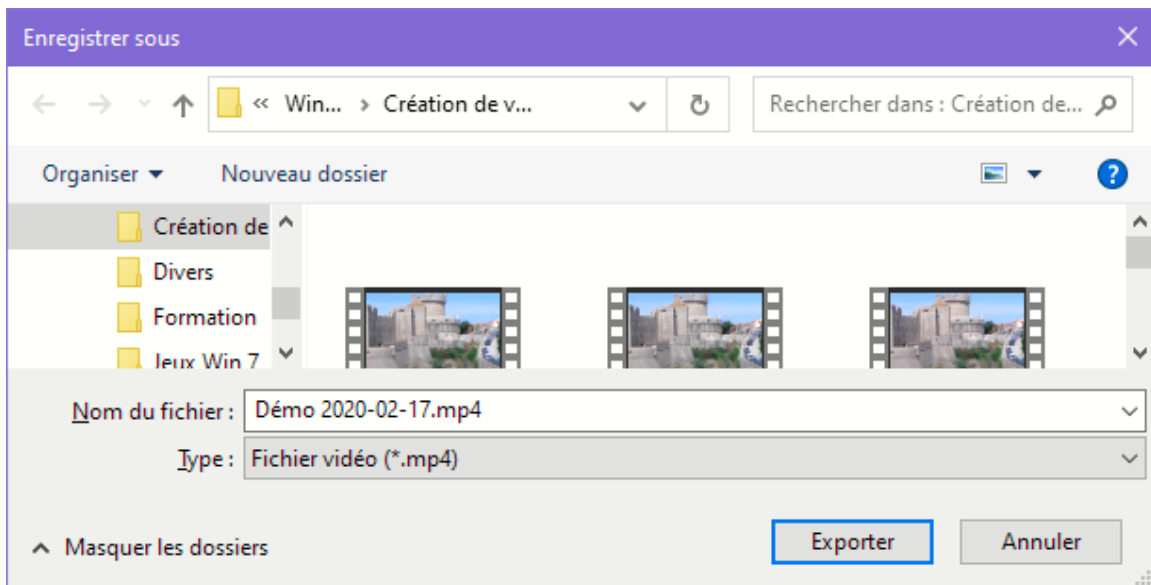 Enregistrer sous
« Win... › Création de v...
Rechercher dans : Création de...
Organiser
Nouveau dossier
Création de
Divers
Formation
Jeux Win 7
Nom du fichier :
Démo 2020-02-17.mp4
Type :
Fichier vidéo (*.mp4)
Masquer les dossiers
Exporter
Annuler